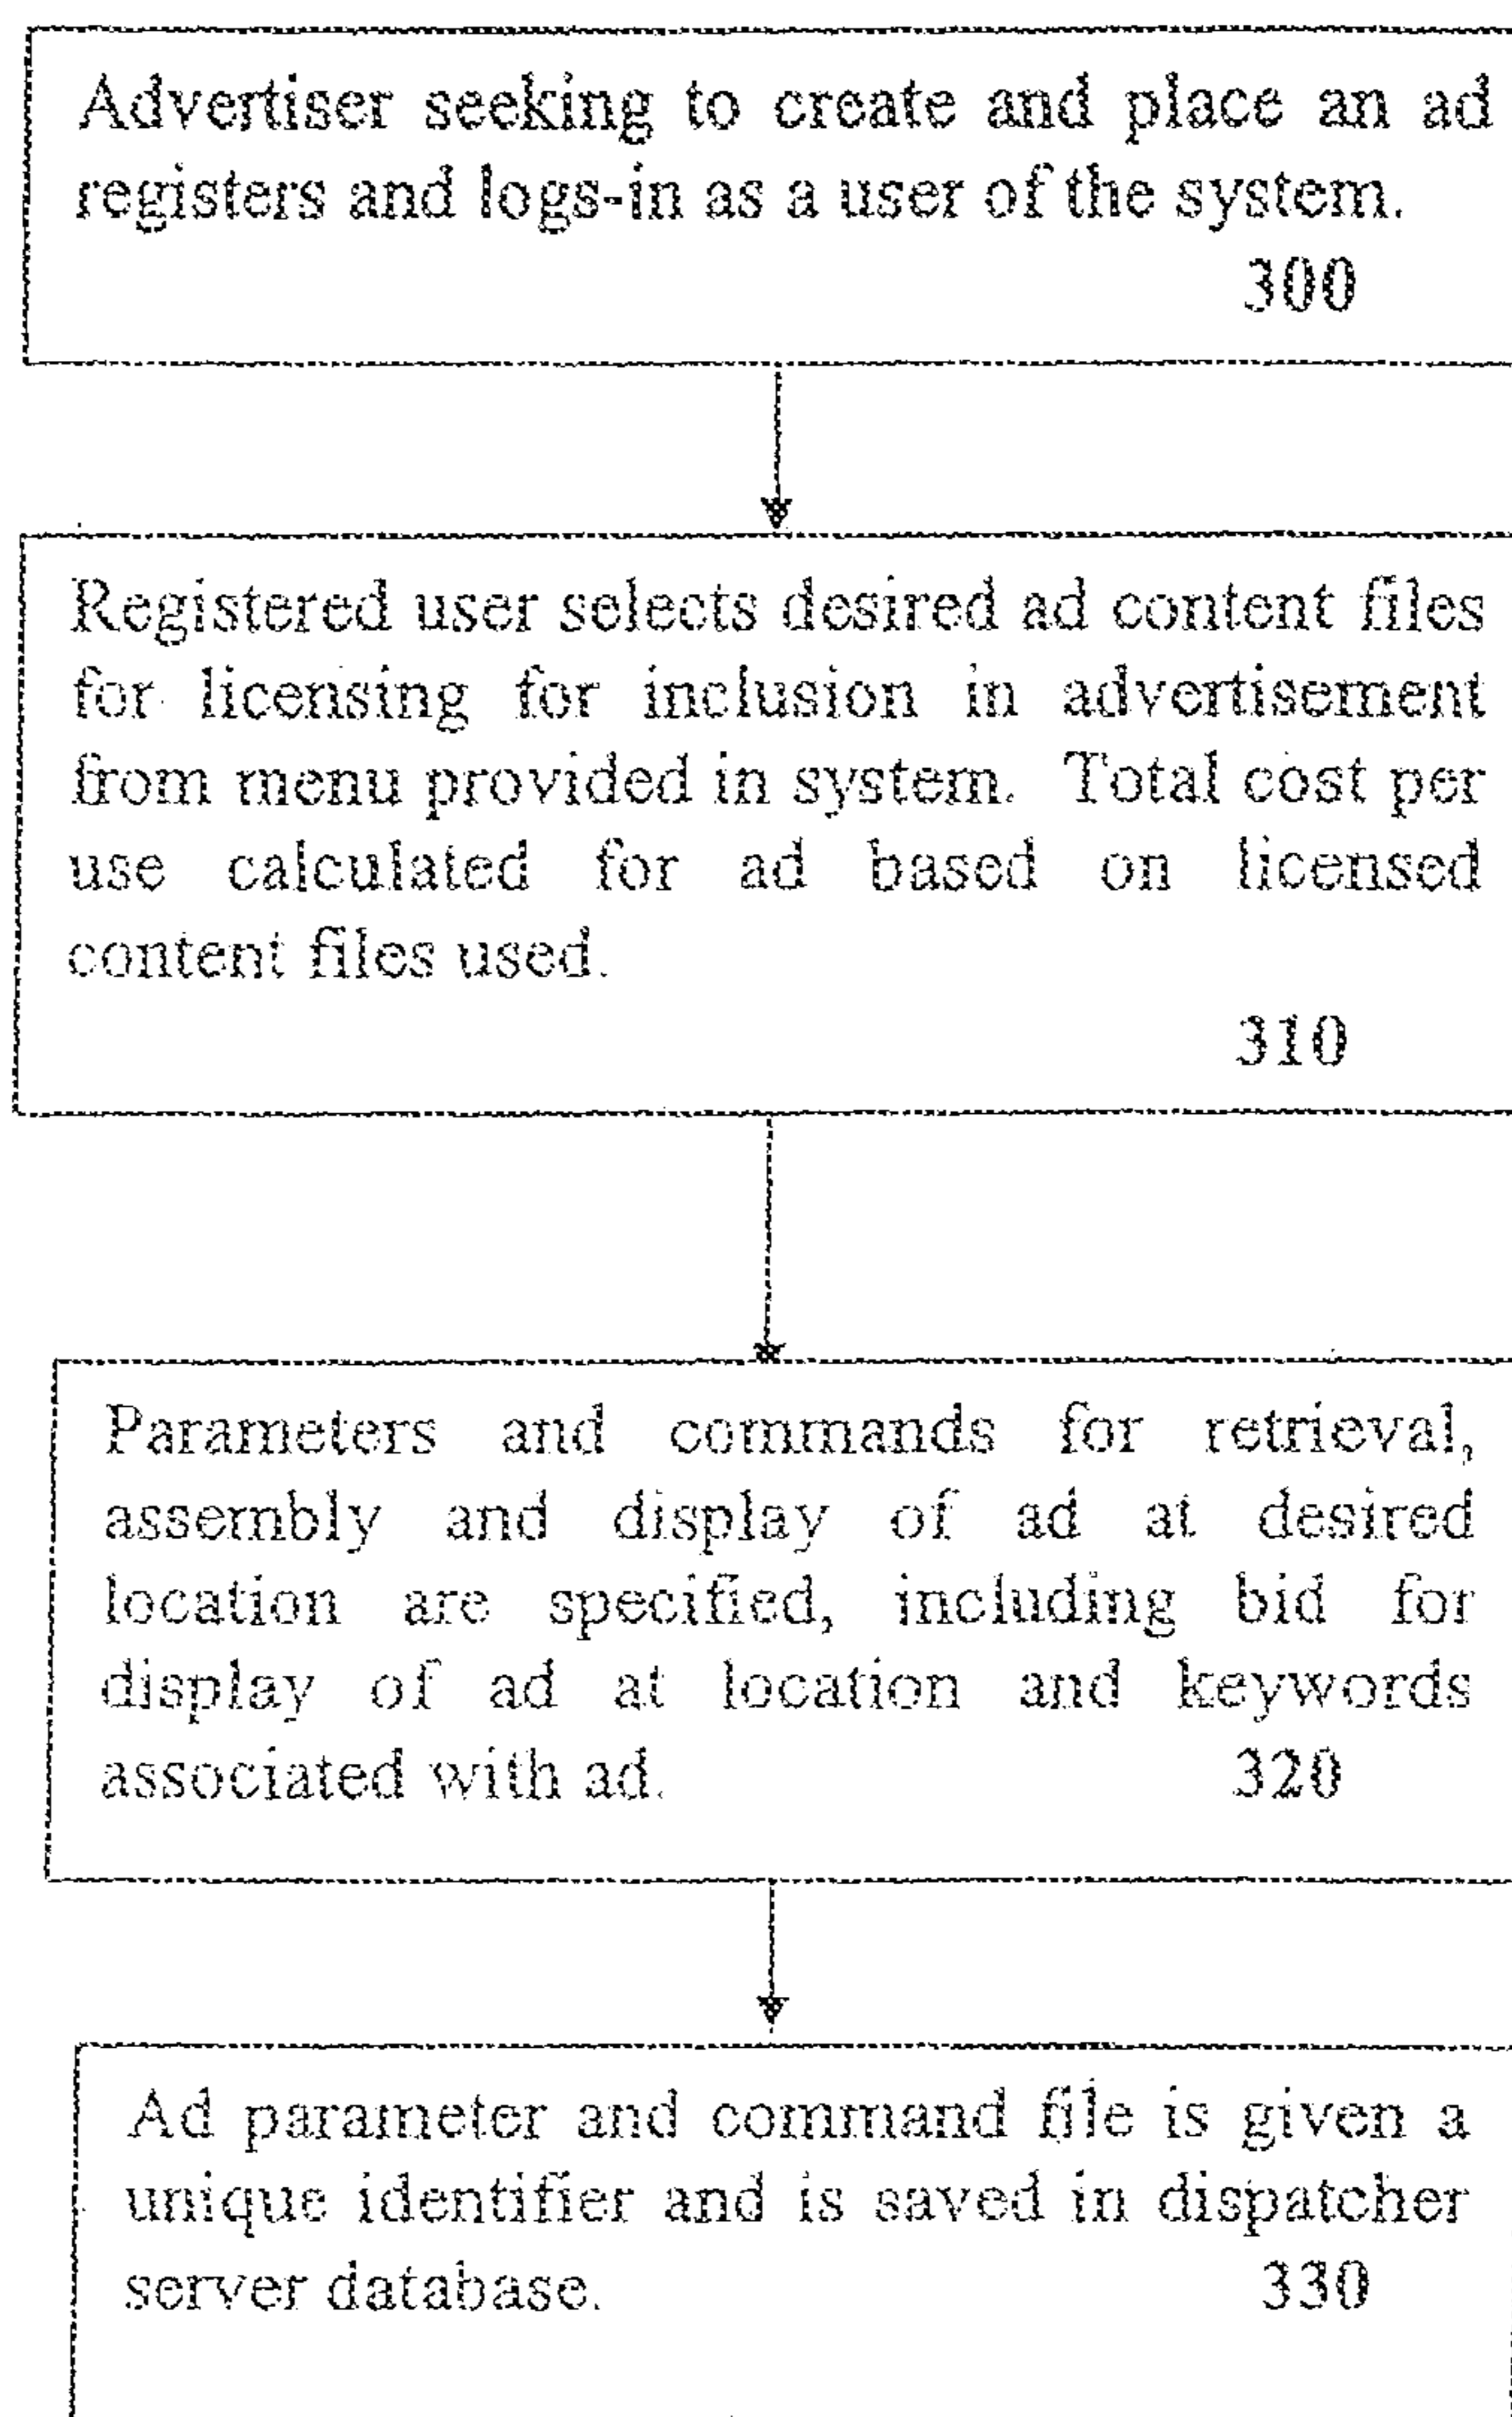 Advertiser seeking to create and place an ad
registers and logs-in as a user of the system.
300
Registered user selects desired ad content files
for licensing for inclusion in advertisement
from menu provided in system. Total cost per
use calculated for ad based on licensed
content files used.
310
Parameters and commands for retrieval,
assembly and display of ad at desired
location are specified, including bid for
display of ad at location and keywords
associated with ad. 320
Ad parameter and command file is given a
unique identifier and is saved in dispatcher
server database. 330